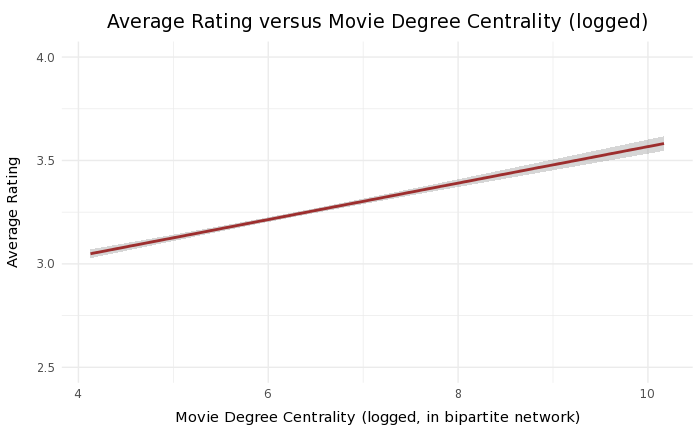 Average Rating versus Movie Degree Centrality (logged)
Average Rating
4.0
3.5
3.0
2.5
4
6
8
10
Movie Degree Centrality (logged, in bipartite network)